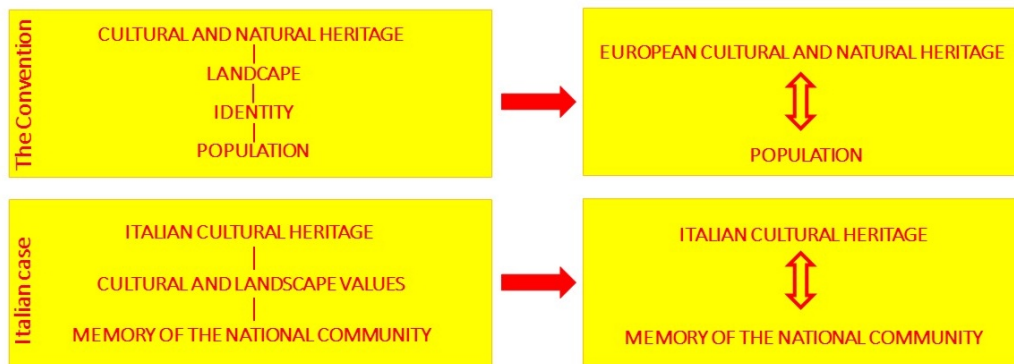 The Convention
CULTURAL AND NATURAL HERITAGE
LANDCAPE
IDENTITY
POPULATION
EUROPEAN CULTURAL AND NATURAL HERITAGE
POPULATION
Italian case
ITALIAN CULTURAL HERITAGE
CULTURAL AND LANDSCAPE VALUES
MEMORY OF THE NATIONAL COMMUNITY
ITALIAN CULTURAL HERITAGE
MEMORY OF THE NATIONAL COMMUNITY